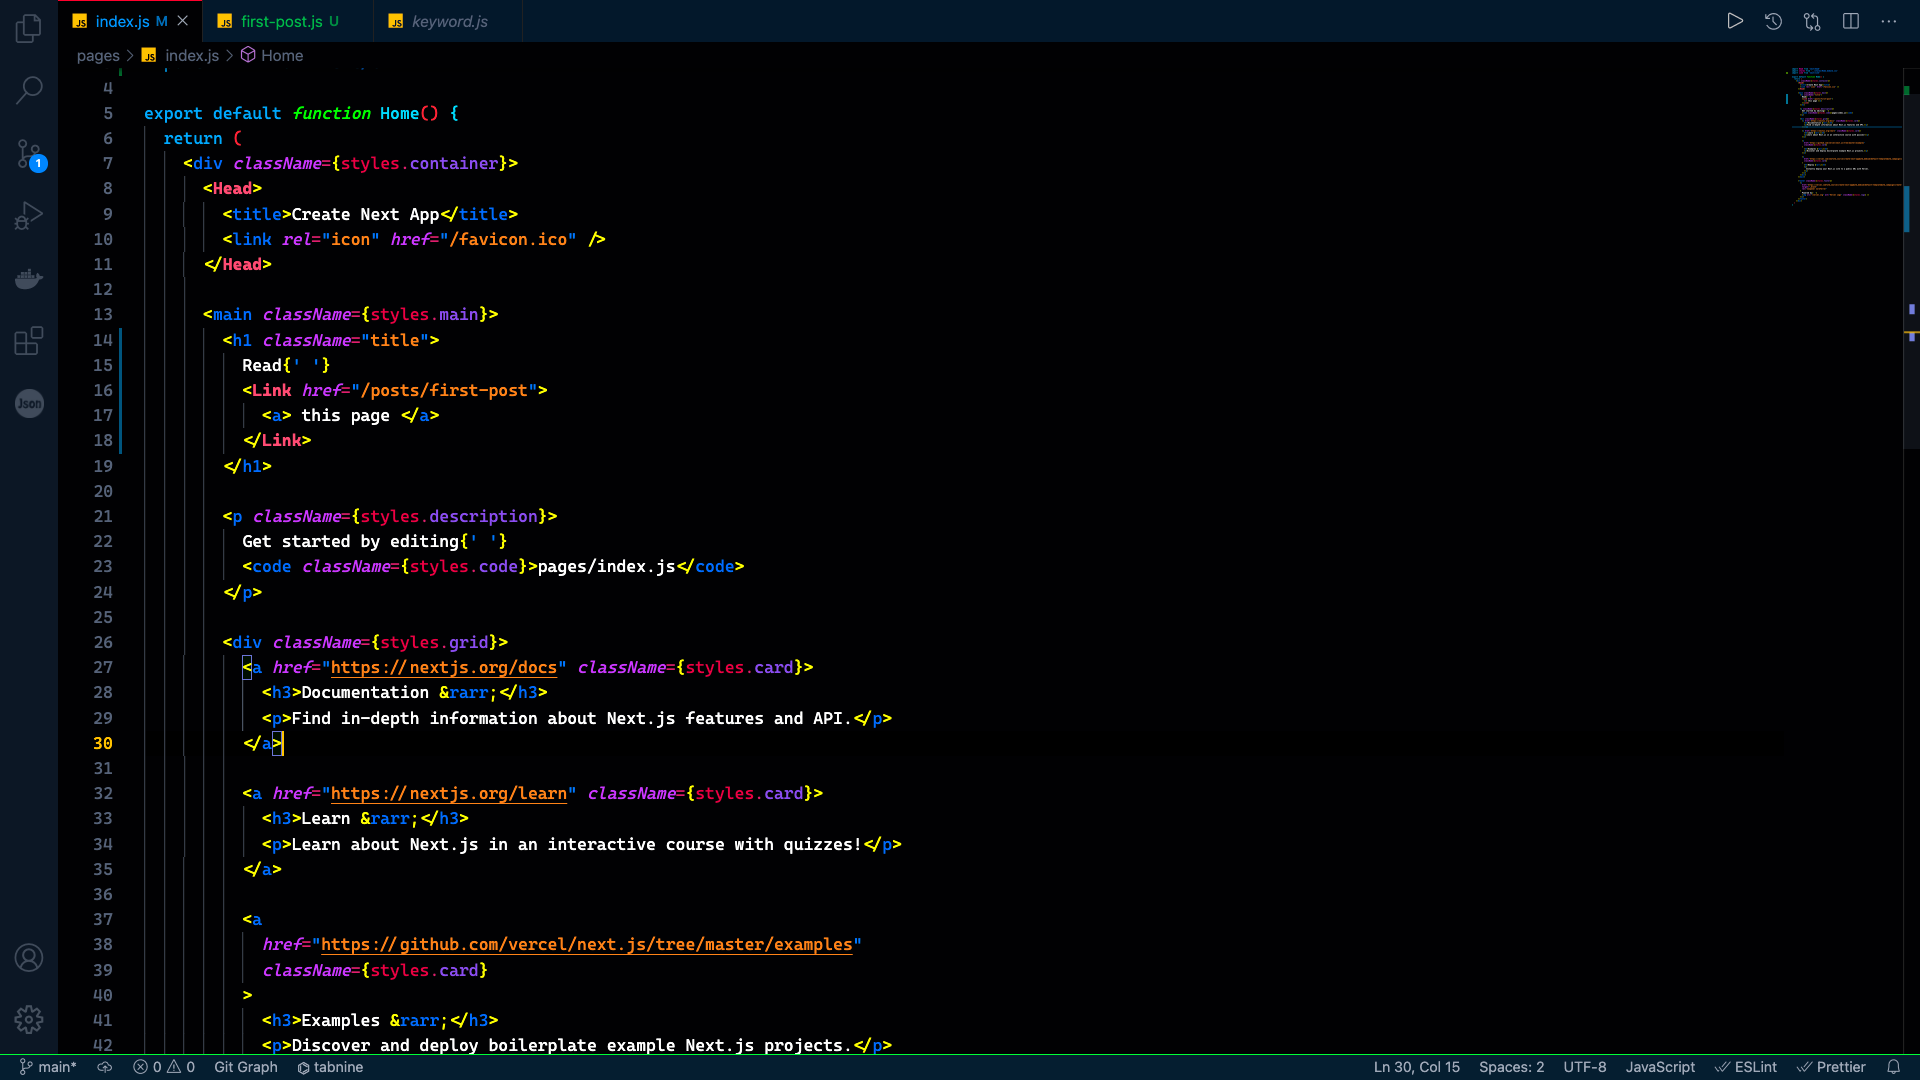 JS index.js M
JS first-post.js U
JS keyword.js
pages > JS index.js > Home
4
5 export default function Home() {
6 return (
7 <div className={styles.container}>
8 <Head>
9 <title>Create Next App</title>
10 <link rel="icon" href="/favicon.ico" />
11 </Head>
12
13 <main className={styles.main}>
14 <h1 className="title">
15 Read{' '}
16 <Link href="/posts/first-post">
17 <a> this page </a>
18 </Link>
19 </h1>
20
21 <p className={styles.description}>
22 Get started by editing{' '}
23 <code className={styles.code}>pages/index.js</code>
24 </p>
25
26 <div className={styles.grid}>
27 <a href="https://nextjs.org/docs" className={styles.card}>
28 <h3>Documentation &rarr;</h3>
29 <p>Find in-depth information about Next.js features and API.</p>
30 </a>
31
32 <a href="https://nextjs.org/learn" className={styles.card}>
33 <h3>Learn &rarr;</h3>
34 <p>Learn about Next.js in an interactive course with quizzes!</p>
35 </a>
36
37 <a
38 href="https://github.com/vercel/next.js/tree/master/examples"
39 className={styles.card}
40 >
41 <h3>Examples &rarr;</h3>
42 <p>Discover and deploy boilerplate example Next.js projects.</p>
1
Json
main* 0 0 Git Graph tabnine Ln 30, Col 15 Spaces: 2 UTF-8 JavaScript ESLint Prettier